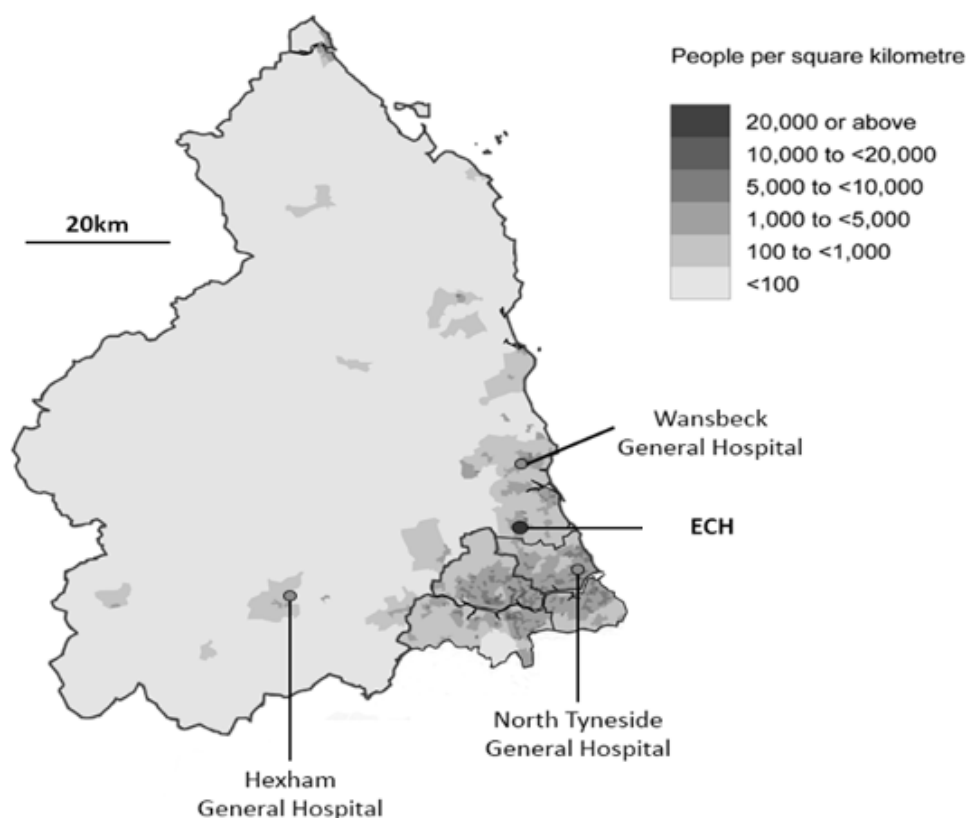 People per square kilometre
20,000 or above
10,000 to <20,000
5,000 to <10,000
1,000 to <5,000
100 to <1,000
<100
20km
Wansbeck
General Hospital
ECH
North Tyneside
General Hospital
Hexham
General Hospital